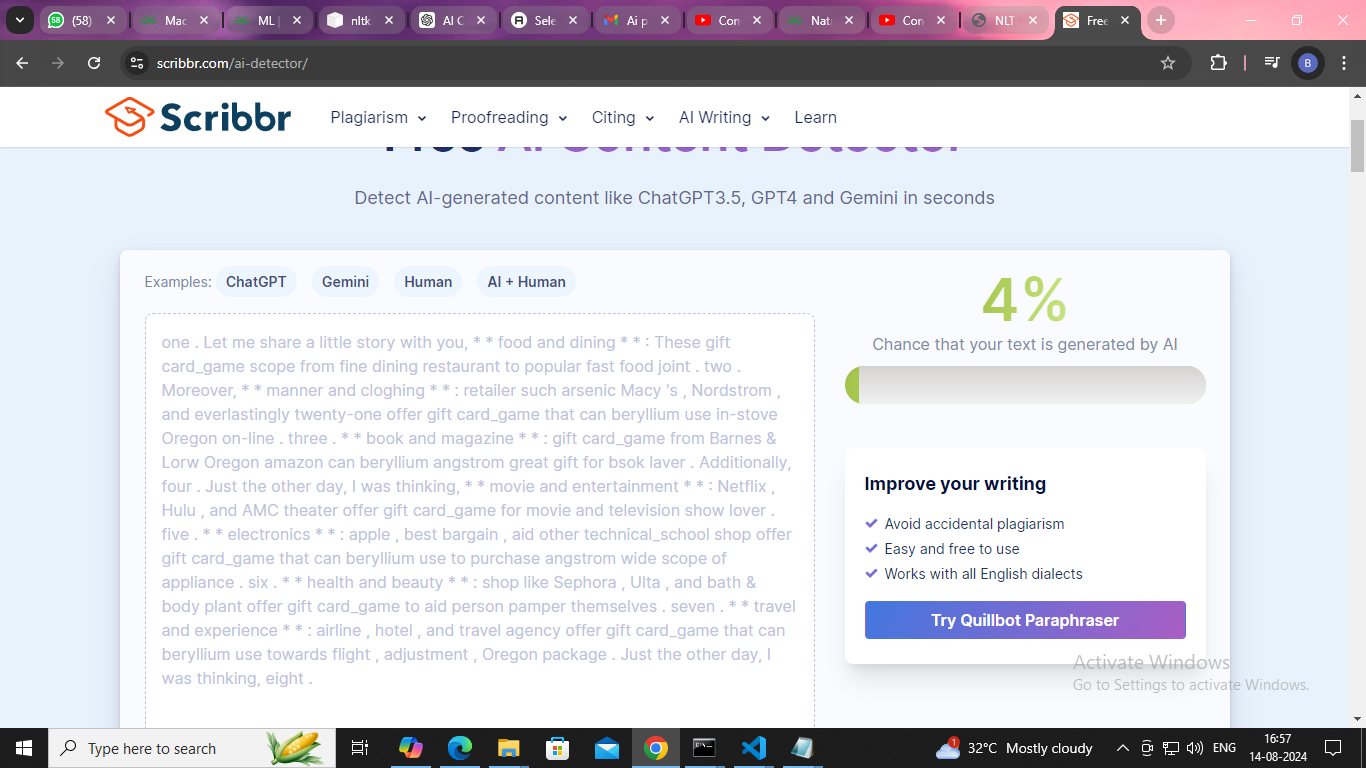 (58)
Mac
ML |
nltk
AI C
Sele
Ai p
Con
Nat
Con
NLT
Free
scribbr.com/ai-detector/
B
Scribbr
Plagiarism
Proofreading
Citing
AI Writing
Learn
Free AI Content Detector
Detect AI-generated content like ChatGPT3.5, GPT4 and Gemini in seconds
Examples:
ChatGPT
Gemini
Human
AI + Human
one . Let me share a little story with you, * * food and dining * * : These gift
card_game scope from fine dining restaurant to popular fast food joint . two .
Moreover, * * manner and cloghing * * : retailer such arsenic Macy 's , Nordstrom ,
and everlastingly twenty-one offer gift card_game that can beryllium use in-stove
Oregon on-line . three . * * book and magazine * * : gift card_game from Barnes &
Lorw Oregon amazon can beryllium angstrom great gift for bsok laver . Additionally,
four . Just the other day, I was thinking, * * movie and entertainment * * : Netflix ,
Hulu , and AMC theater offer gift card_game for movie and television show lover .
five . * * electronics * * : apple , best bargain , aid other technical_school shop offer
gift card_game that can beryllium use to purchase angstrom wide scope of
appliance . six . * * health and beauty * * : shop like Sephora , Ulta , and bath &
body plant offer gift card_game to aid person pamper themselves . seven . * * travel
and experience * * : airline , hotel , and travel agency offer gift card_game that can
beryllium use towards flight , adjustment , Oregon package . Just the other day, I
was thinking, eight .
4%
Chance that your text is generated by AI
Improve your writing
Avoid accidental plagiarism
Easy and free to use
Works with all English dialects
Try Quillbot Paraphraser
Activate Windows
Go to Settings to activate Windows.
Type here to search
1
32°C Mostly cloudy
ENG
16:57
14-08-2024